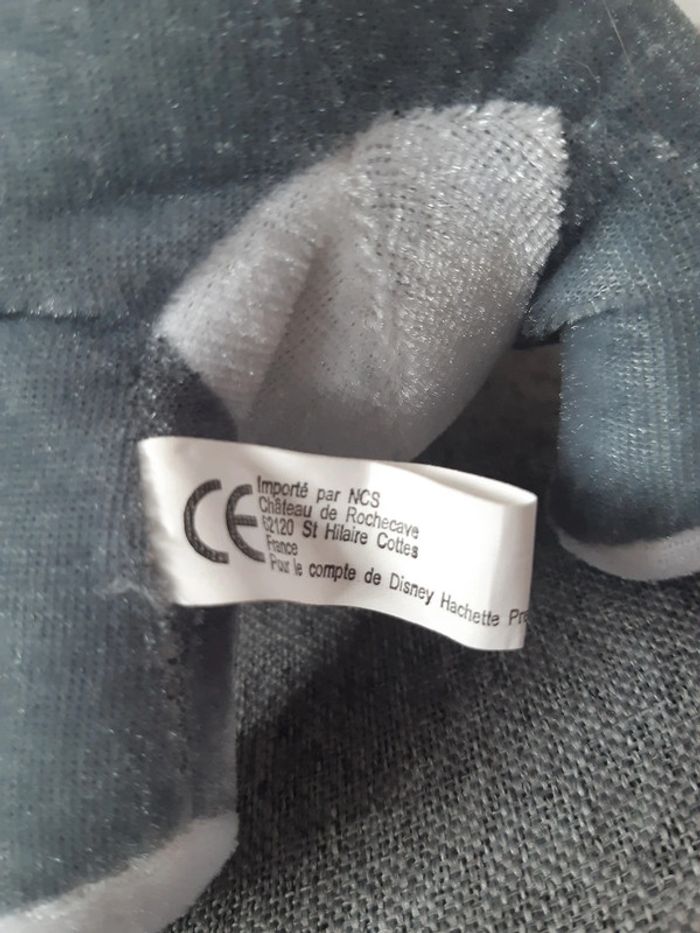 CE
Importé par NCS
Château de Rochecave
62120 St Hilaire Cottes
France
Pour le compte de Disney Hachette